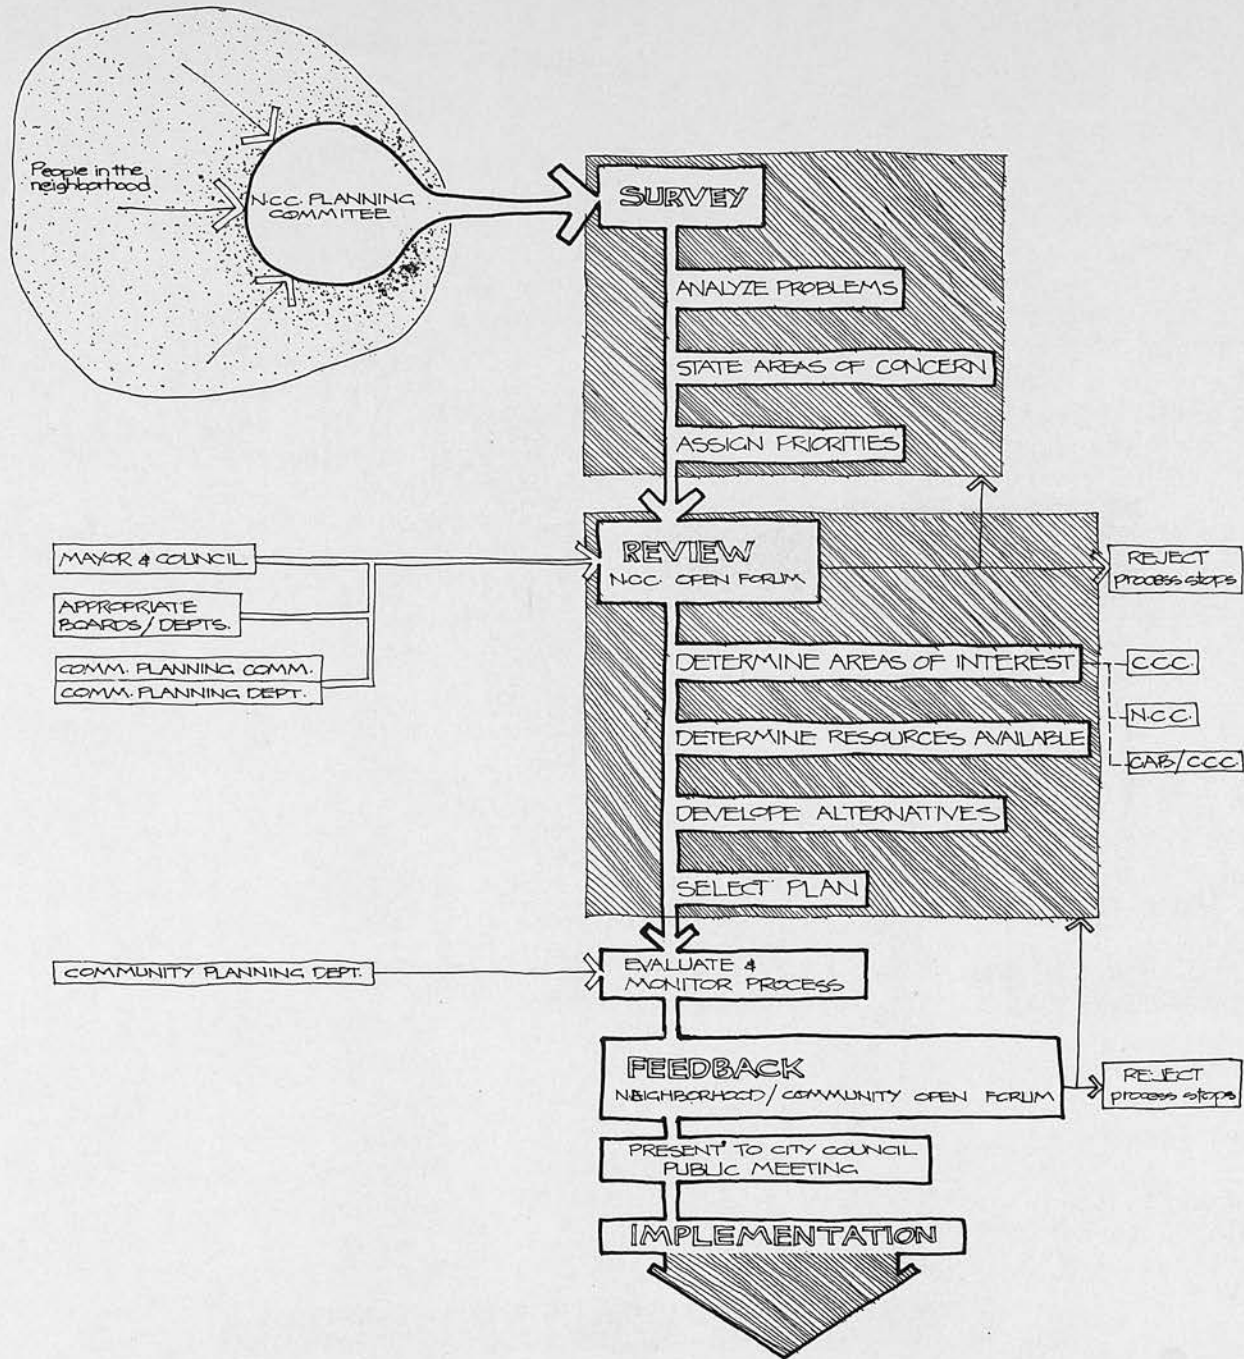 People in the
neighborhood
N.C.C. PLANNING
COMMITEE
SURVEY
ANALYZE PROBLEMS
STATE AREAS OF CONCERN
ASSIGN PRIORITIES
MAYOR & COUNCIL
APPROPRIATE
BOARDS/DEPTS.
COMM. PLANNING COMM.
COMM. PLANNING DEPT.
REVIEW
N.C.C. OPEN FORUM
REJECT
process stops
DETERMINE AREAS OF INTEREST
C.C.C.
N.C.C.
CAB/C.C.C.
DETERMINE RESOURCES AVAILABLE
DEVELOPE ALTERNATIVES
SELECT PLAN
COMMUNITY PLANNING DEPT.
EVALUATE &
MONITOR PROCESS
FEEDBACK
NEIGHBORHOOD/COMMUNITY OPEN FORUM
REJECT
process stops
PRESENT TO CITY COUNCIL
PUBLIC MEETING
IMPLEMENTATION